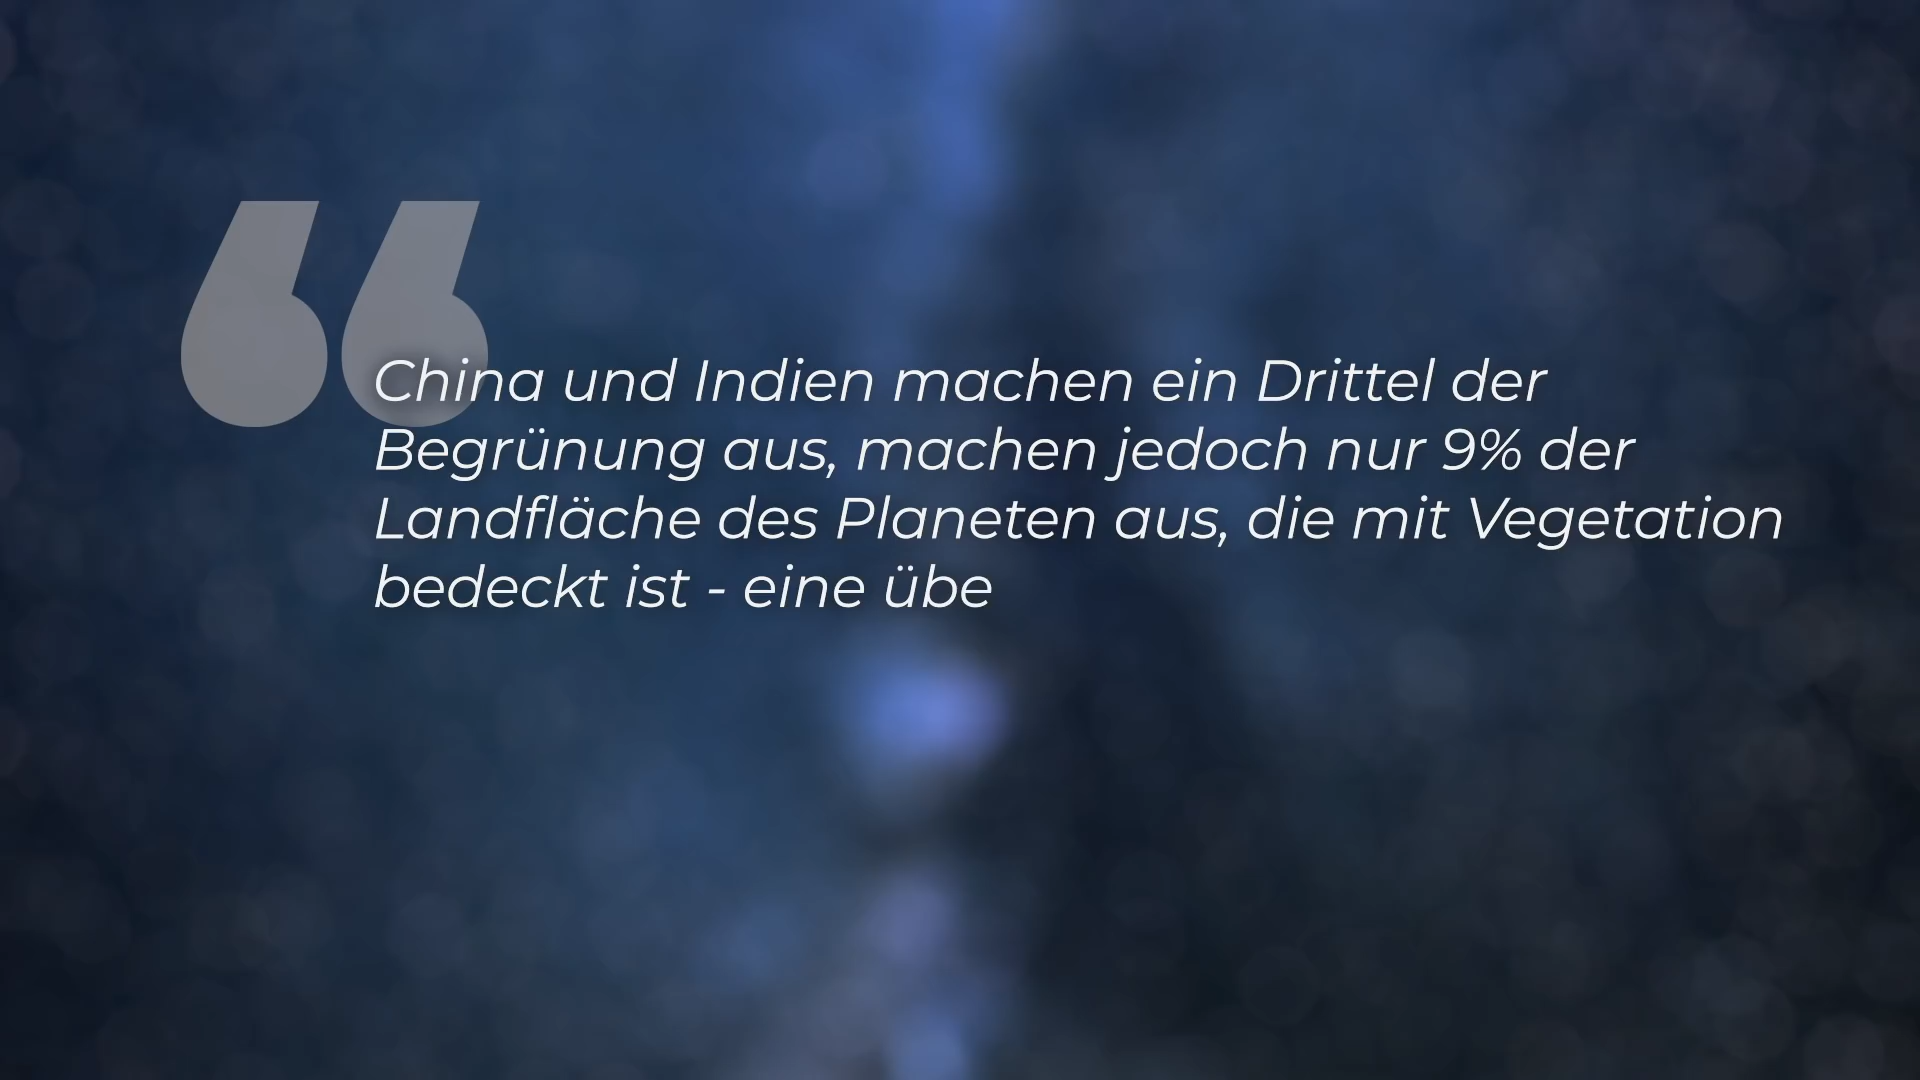 China und Indien machen ein Drittel der
Begrünung aus, machen jedoch nur 9% der
Landfläche des Planeten aus, die mit Vegetation
bedeckt ist - eine übe